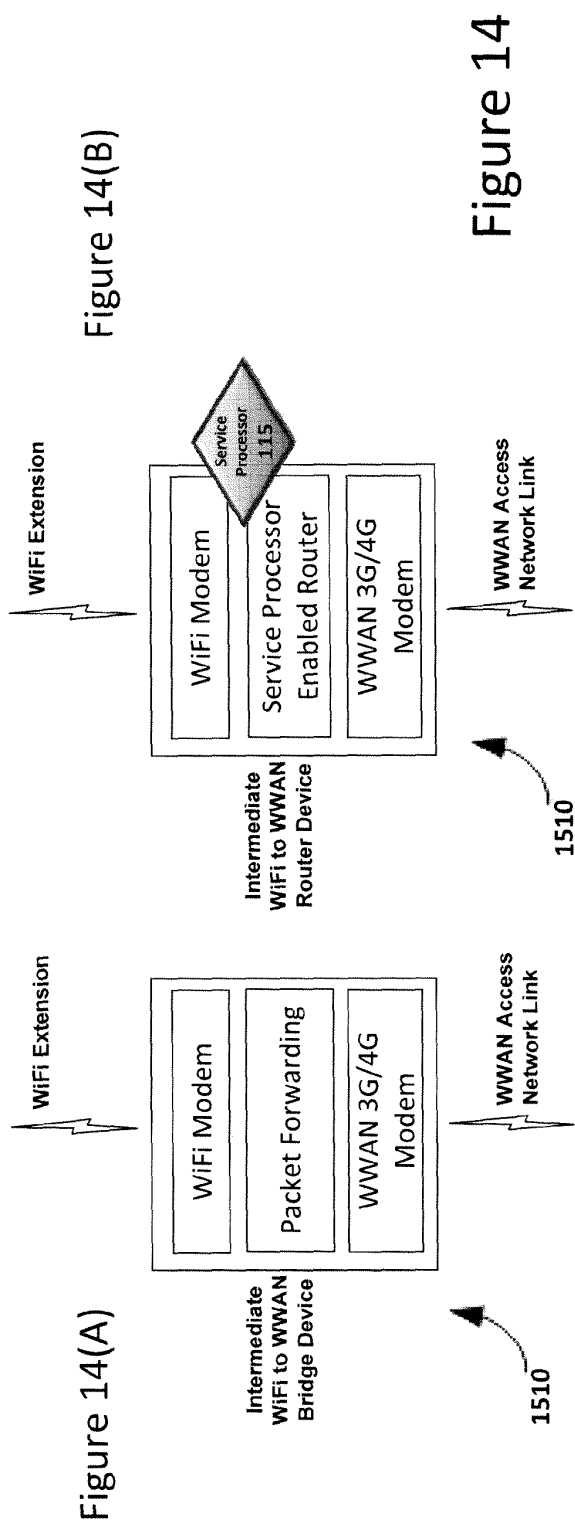 Figure 14(A)
WiFi Extension
Intermediate
WiFi to WWAN
Bridge Device
WiFi Modem
Packet Forwarding
WWAN 3G/4G
Modem
WWAN Access
Network Link
1510
Figure 14(B)
WiFi Extension
Intermediate
WiFi to WWAN
Router Device
WiFi Modem
Service Processor
Enabled Router
WWAN 3G/4G
Modem
Service
Processor
115
WWAN Access
Network Link
1510
Figure 14